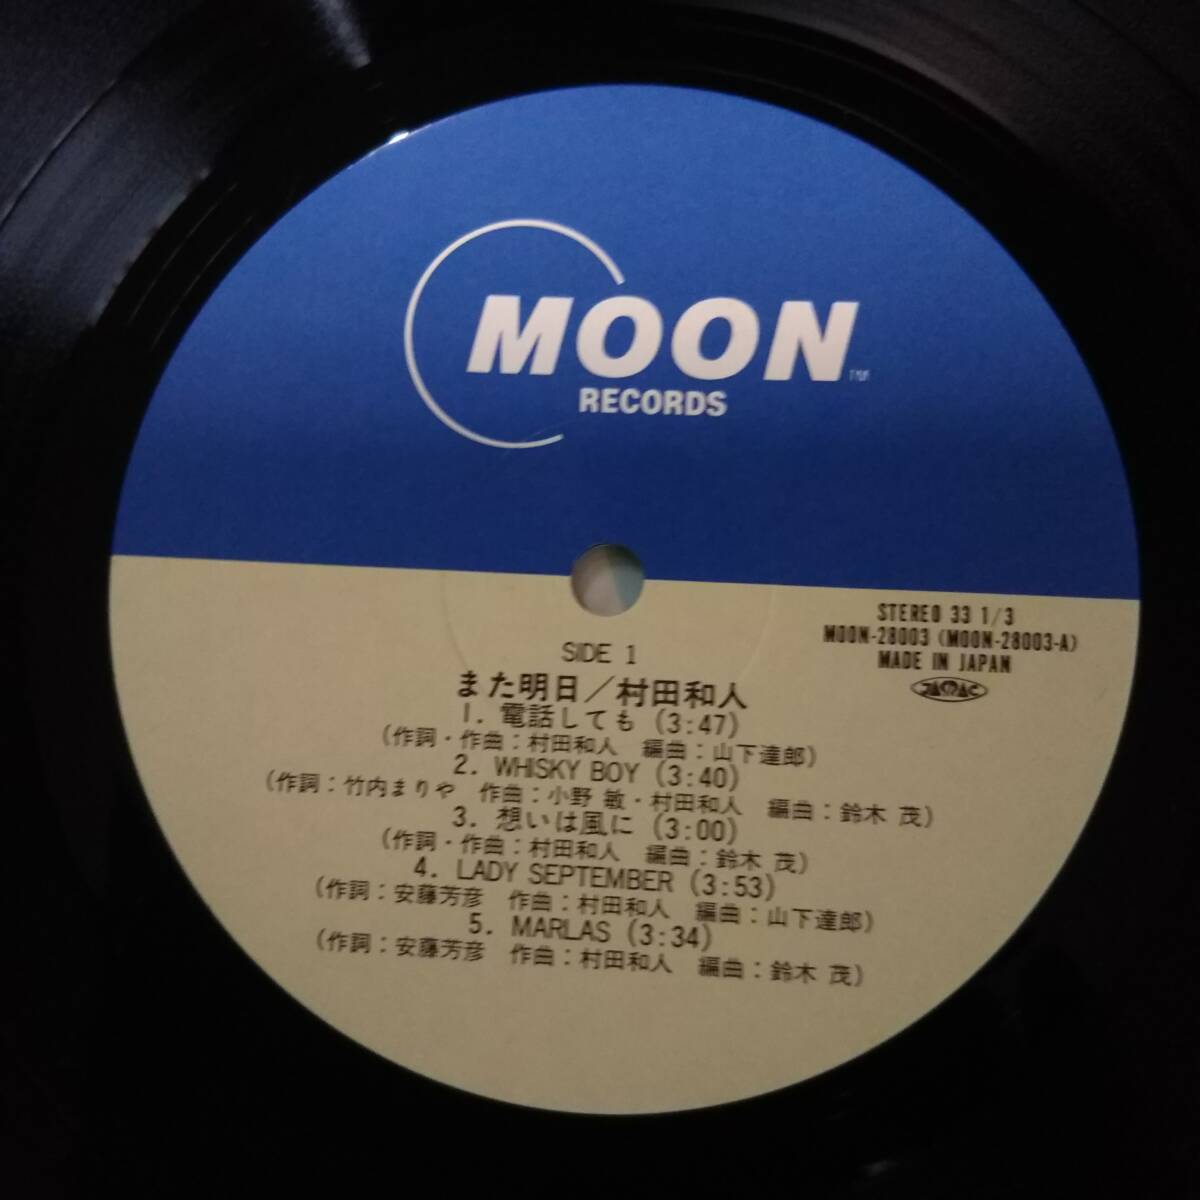 MOON™
RECORDS
STEREO 33 1/3
MOON-28003 (MOON-28003-A)
MADE IN JAPAN
SIDE 1
また明日／村田和人
1. 電話しても (3:47)
(作詞・作曲：村田和人 編曲：山下達郎)
2. WHISKY BOY (3:40)
(作詞：竹内まりや 作曲：小野 敏・村田和人 編曲：鈴木 茂)
3. 想いは風に (3:00)
(作詞・作曲：村田和人 編曲：鈴木 茂)
4. LADY SEPTEMBER (3:53)
(作詞：安藤芳彦 作曲：村田和人 編曲：山下達郎)
5. MARLAS (3:34)
(作詞：安藤芳彦 作曲：村田和人 編曲：鈴木 茂)